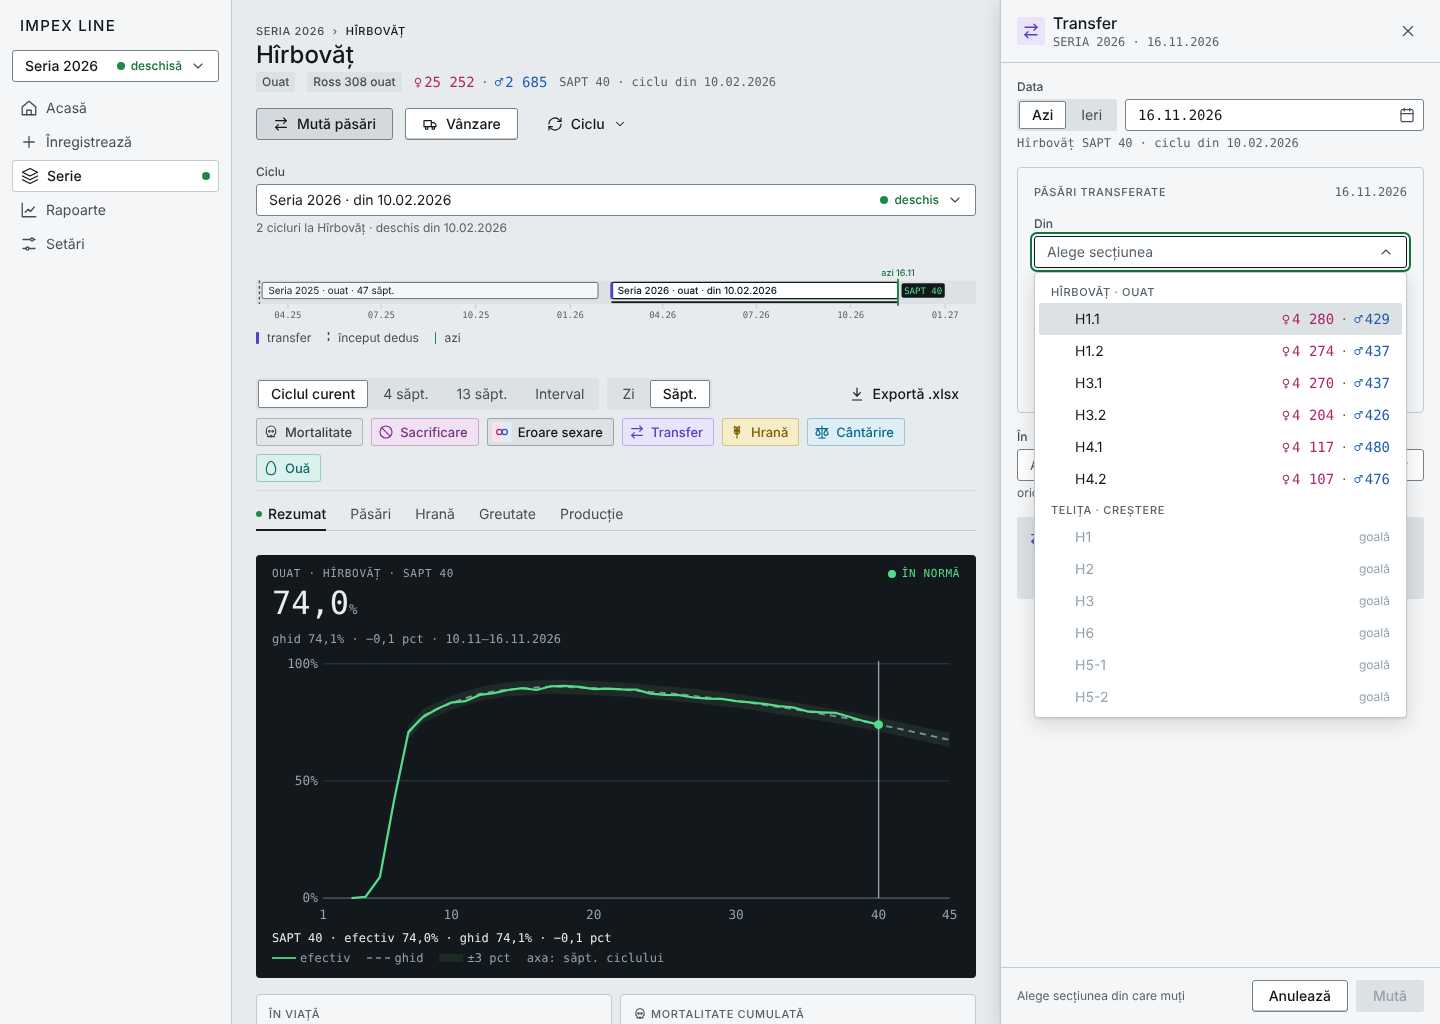 IMPEX LINE
Seria 2026 deschisă
Acasă
Înregistrează
Serie
Rapoarte
Setări
SERIA 2026 › HÎRBOVĂȚ
Hîrbovăț
Ouat Ross 308 ouat ♀25 252 · ♂2 685 SAPT 40 · ciclu din 10.02.2026
Mută păsări Vânzare Ciclu
Ciclu
Seria 2026 · din 10.02.2026 deschis
2 cicluri la Hîrbovăț · deschis din 10.02.2026
azi 16.11
Seria 2025 · ouat · 47 săpt. Seria 2026 · ouat · din 10.02.2026 SAPT 40
04.25 07.25 10.25 01.26 04.26 07.26 10.26 01.27
transfer început dedus azi
Ciclul curent 4 săpt. 13 săpt. Interval Zi Săpt. Exportă .xlsx
Mortalitate Sacrificare Eroare sexare Transfer Hrană Cântărire
Ouă
Rezumat Păsări Hrană Greutate Producție
OUAT · HÎRBOVĂȚ · SAPT 40 ÎN NORMĂ
74,0%
ghid 74,1% · −0,1 pct · 10.11–16.11.2026
100%
50%
0%
1 10 20 30 40 45
SAPT 40 · efectiv 74,0% · ghid 74,1% · −0,1 pct
efectiv ghid ±3 pct axa: săpt. ciclului
ÎN VIAȚĂ MORTALITATE CUMULATĂ
Transfer
SERIA 2026 · 16.11.2026
Data
Azi Ieri 16.11.2026
Hîrbovăț SAPT 40 · ciclu din 10.02.2026
PĂSĂRI TRANSFERATE 16.11.2026
Din
Alege secțiunea
HÎRBOVĂȚ · OUAT
H1.1 ♀4 280 · ♂429
H1.2 ♀4 274 · ♂437
H3.1 ♀4 270 · ♂437
H3.2 ♀4 204 · ♂426
H4.1 ♀4 117 · ♂480
H4.2 ♀4 107 · ♂476
TELIȚA · CREȘTERE
H1 goală
H2 goală
H3 goală
H6 goală
H5-1 goală
H5-2 goală
În
Alege secțiunea din care muți Anulează Mută